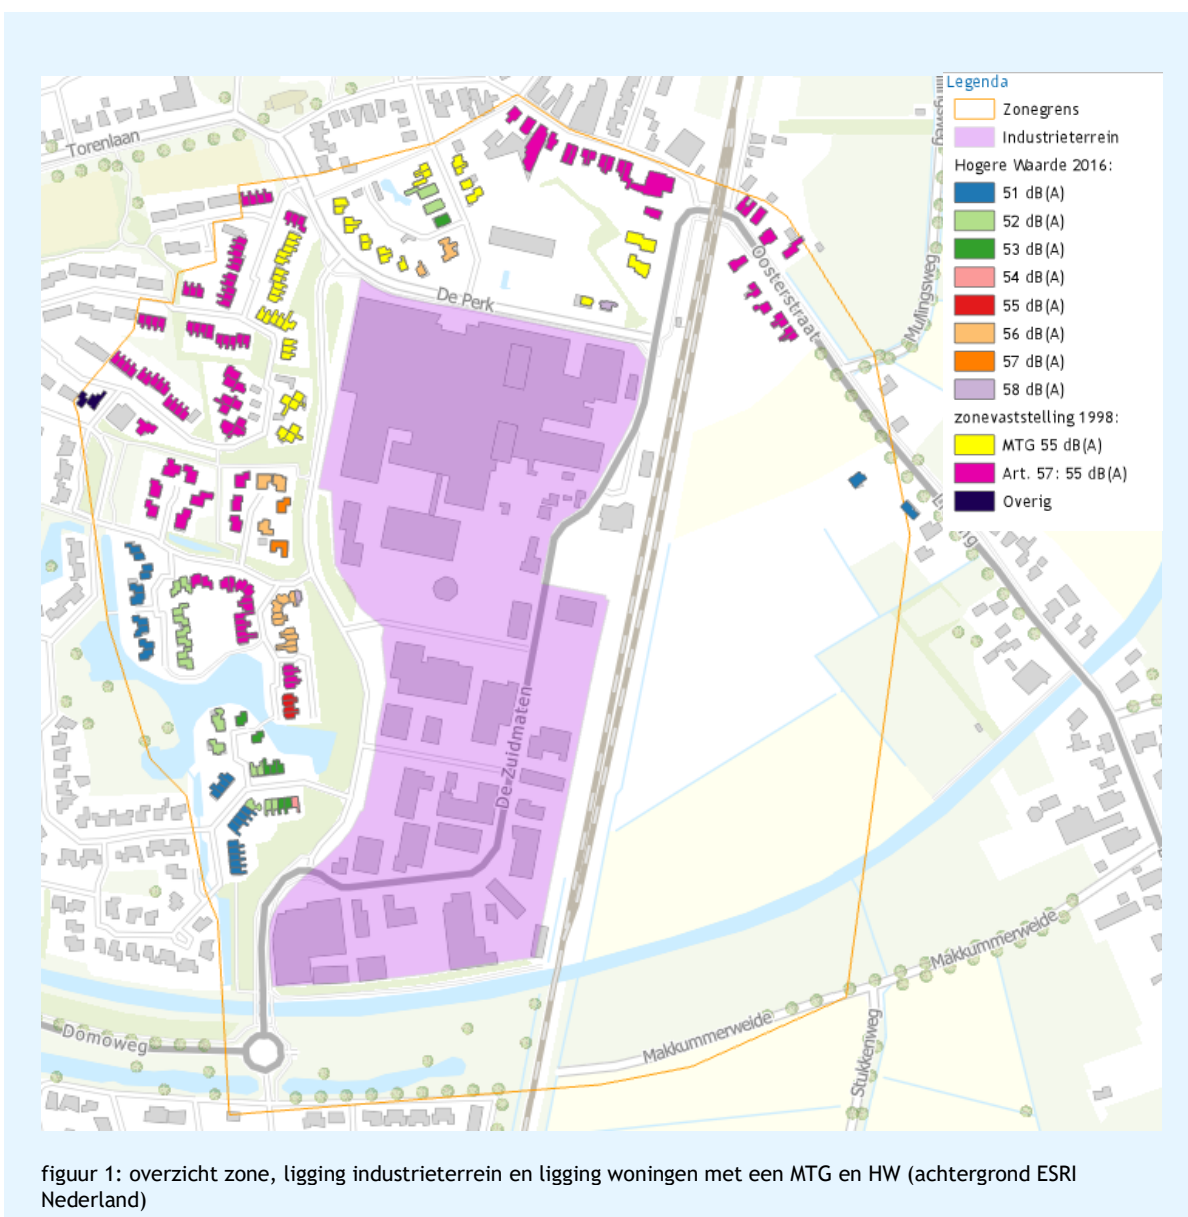 Legenda
Zonegrens
Industrieterrein
Hogere Waarde 2016:
51 dB(A)
52 dB(A)
53 dB(A)
54 dB(A)
55 dB(A)
56 dB(A)
57 dB(A)
58 dB(A)
zonevaststelling 1998:
MTG 55 dB(A)
Art. 57: 55 dB(A)
Overig
Torenlaan
De Perk
Oosterstraat
Mullingsweg
De Zuidmaten
Makkummerweide
Makkummerweide
Stukkenweg
Domoweg
figuur 1: overzicht zone, ligging industrieterrein en ligging woningen met een MTG en HW (achtergrond ESRI
Nederland)